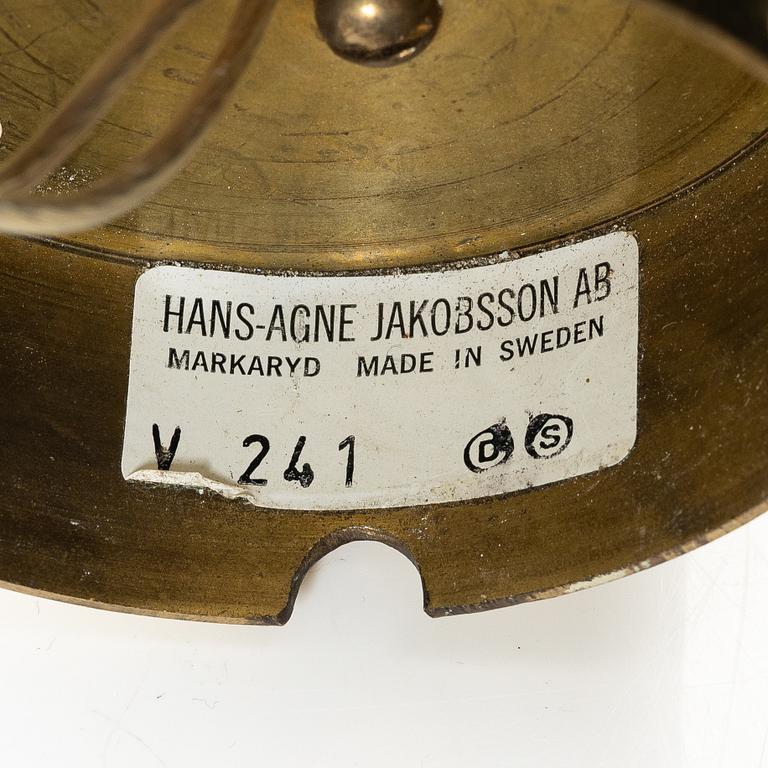 HANS-AGNE JAKOBSSON AB
MARKARYD MADE IN SWEDEN
V 241 D S